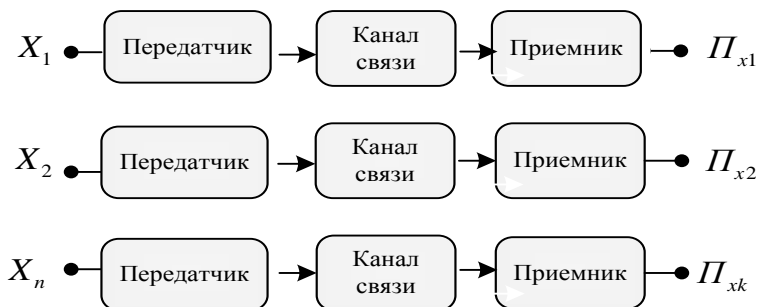 X₁ Передатчик Канал связи Приемник Пₓ₁
X₂ Передатчик Канал связи Приемник Пₓ₂
Xₙ Передатчик Канал связи Приемник Пₓₖ